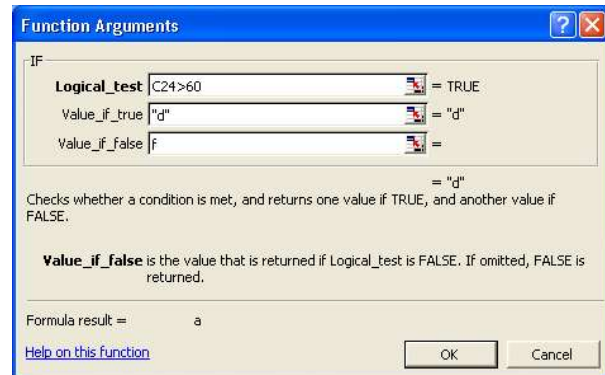 Function Arguments
IF
Logical_test C24>60 = TRUE
Value_if_true "d" = "d"
Value_if_false f =
= "d"
Checks whether a condition is met, and returns one value if TRUE, and another value if
FALSE.
Value_if_false is the value that is returned if Logical_test is FALSE. If omitted, FALSE is
returned.
Formula result = a
Help on this function
OK
Cancel